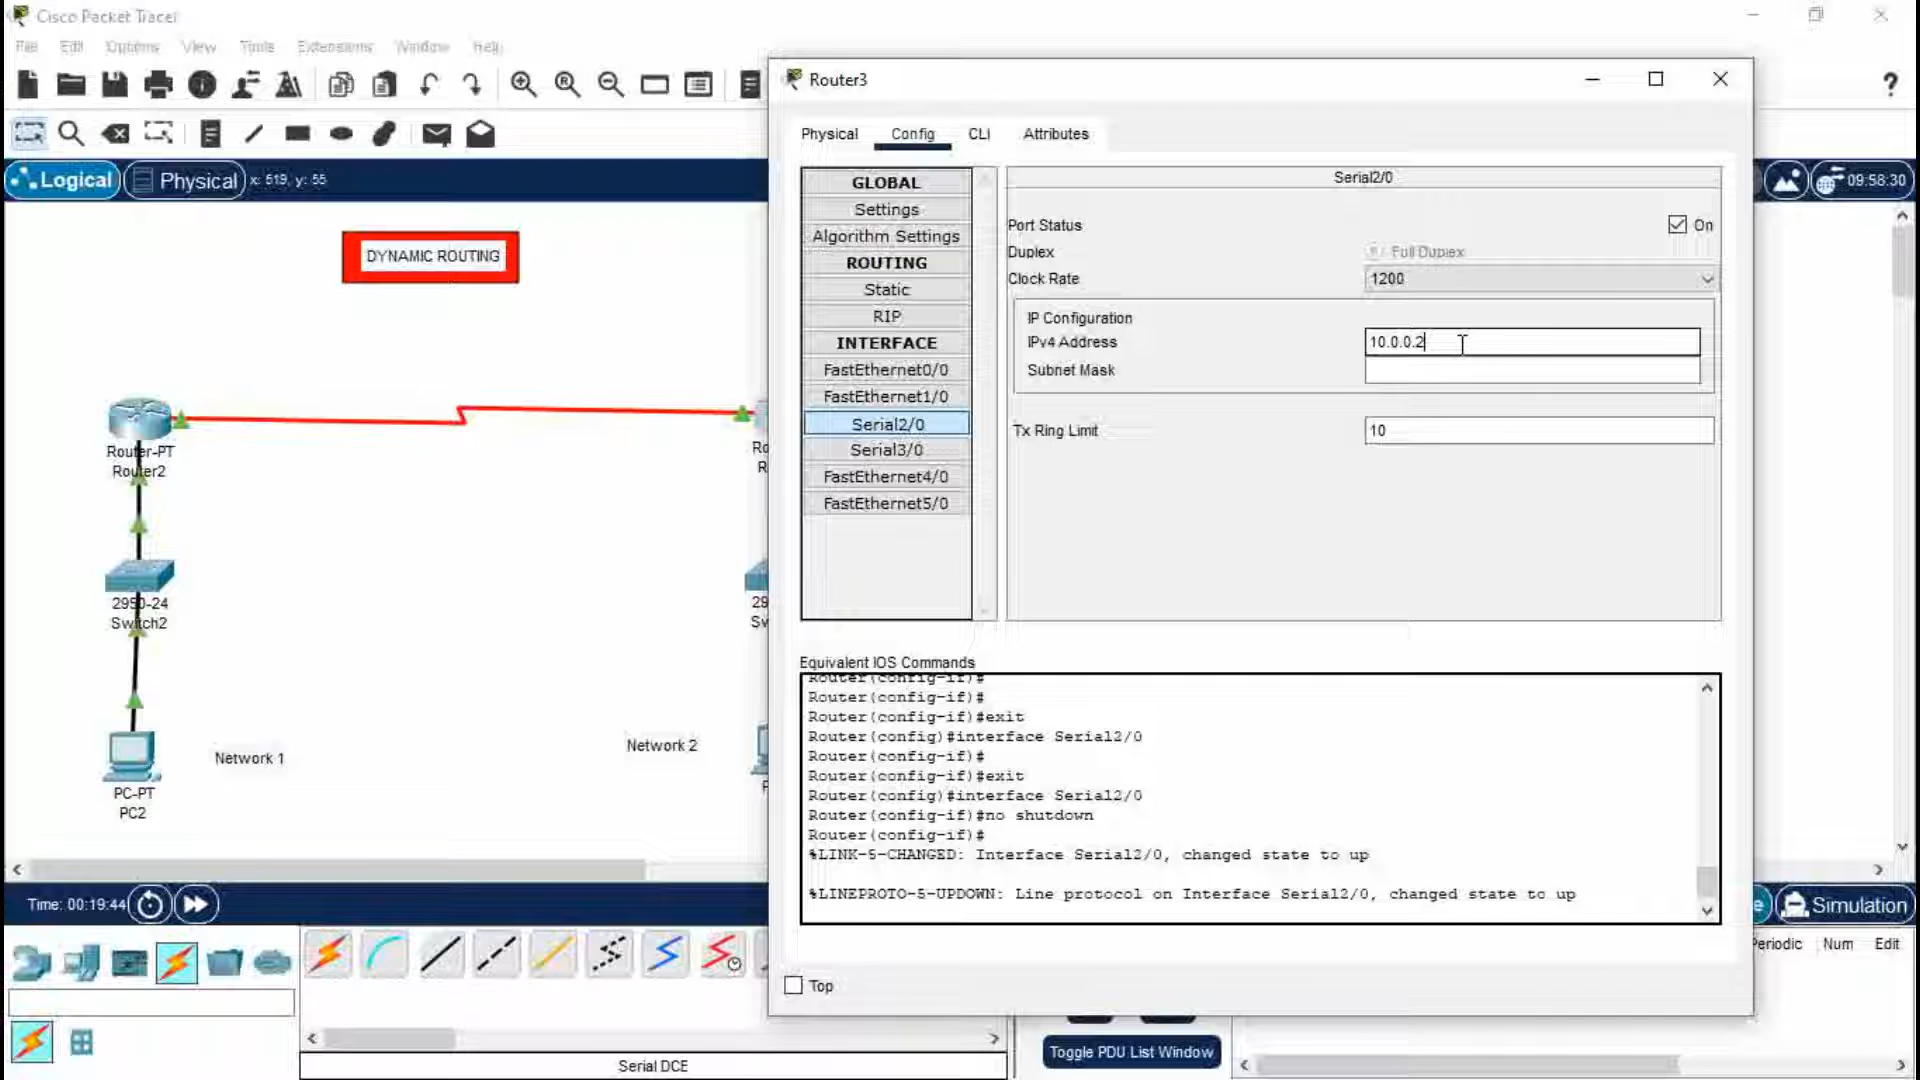 Cisco Packet Tracer
File Edit Options View Tools Extensions Window Help
Logical
Physical
x: 519, y: 55
09:58:30
DYNAMIC ROUTING
Router-PT
Router2
2950-24
Switch2
PC-PT
PC2
Network 1
Network 2
Ro
R
29
Sv
P
Router3
Physical Config CLI Attributes
GLOBAL
Settings
Algorithm Settings
ROUTING
Static
RIP
INTERFACE
FastEthernet0/0
FastEthernet1/0
Serial2/0
Serial3/0
FastEthernet4/0
FastEthernet5/0
Serial2/0
Port Status On
Duplex Full Duplex
Clock Rate 1200
IP Configuration
IPv4 Address 10.0.0.2
Subnet Mask
Tx Ring Limit 10
Equivalent IOS Commands
Router(config-if)#
Router(config-if)#
Router(config-if)#exit
Router(config)#interface Serial2/0
Router(config-if)#
Router(config-if)#exit
Router(config)#interface Serial2/0
Router(config-if)#no shutdown
Router(config-if)#
%LINK-5-CHANGED: Interface Serial2/0, changed state to up
%LINEPROTO-5-UPDOWN: Line protocol on Interface Serial2/0, changed state to up
Top
Time: 00:19:44
e
Simulation
Periodic Num Edit
Toggle PDU List Window
Serial DCE